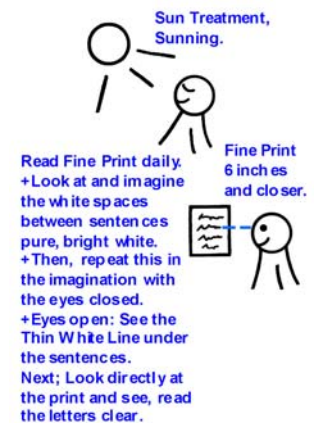 Sun Treatment,
Sunning.
Fine Print
6 inches
and closer.
Read Fine Print daily.
+Look at and imagine
the white spaces
between sentences
pure, bright white.
+Then, repeat this in
the imagination with
the eyes closed.
+Eyes open: See the
Thin White Line under
the sentences.
Next; Look directly at
the print and see, read
the letters clear.